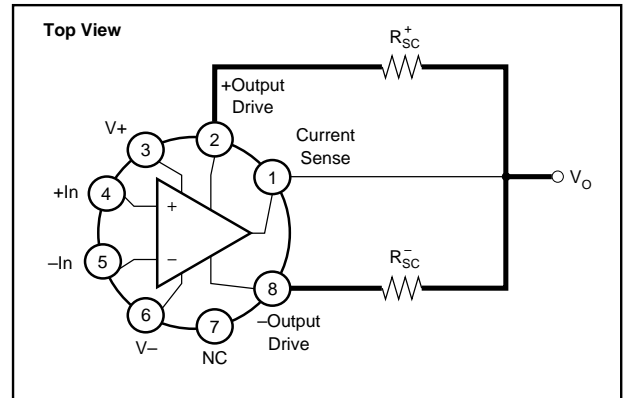 Top View
R+SC
+Output
Drive
V+
3
2
Current
Sense
1
+In
4
+
VO
–In
5
–
R–SC
8
6
7
–Output
Drive
V–
NC